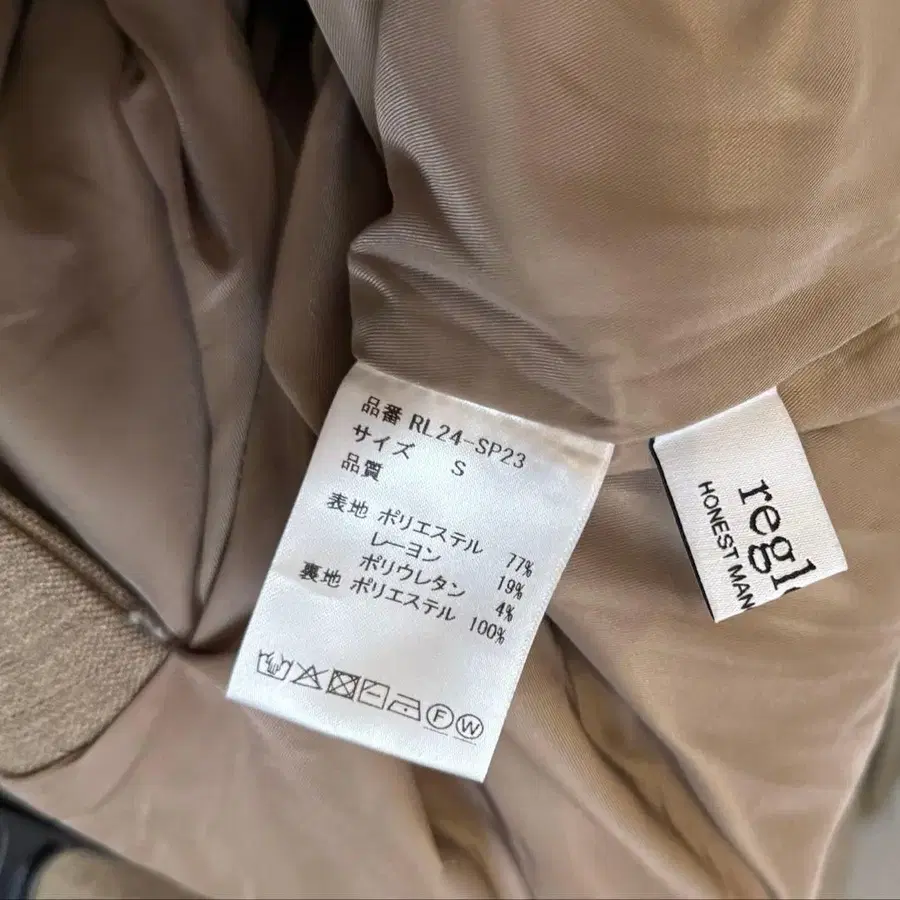 品番 RL24-SP23
サイズ S
品質
表地 ポリエステル 77%
レーヨン 19%
ポリウレタン 4%
裏地 ポリエステル 100%
F W
HONEST MAN